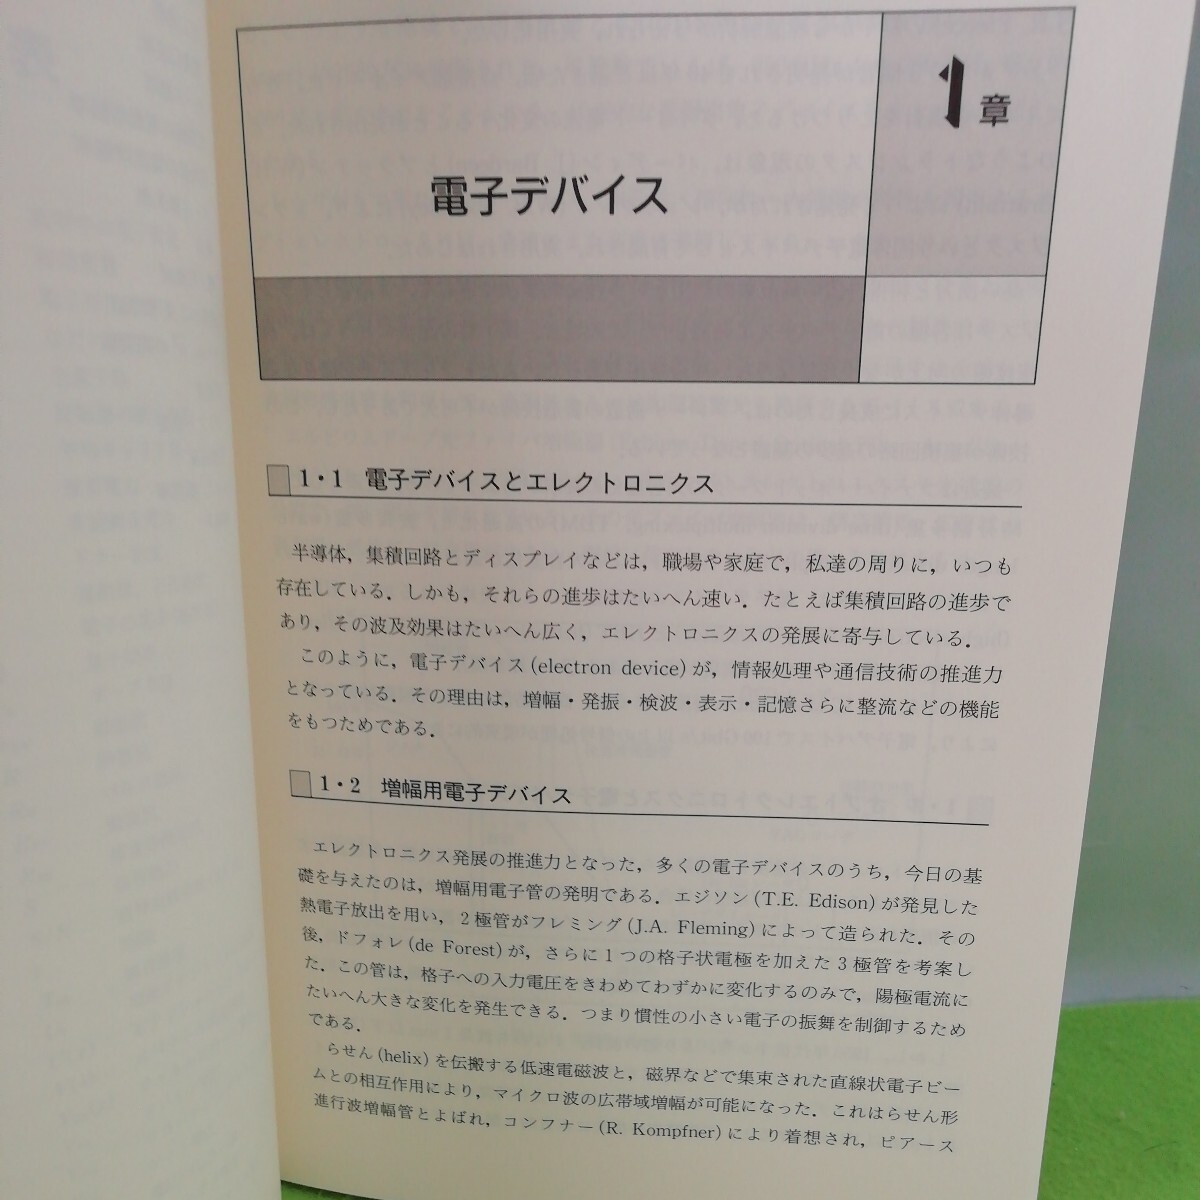 1章
電子デバイス
1・1 電子デバイスとエレクトロニクス
半導体，集積回路とディスプレイなどは，職場や家庭で，私達の周りに，いつも
存在している．しかも，それらの進歩はたいへん速い．たとえば集積回路の進歩で
あり，その波及効果はたいへん広く，エレクトロニクスの発展に寄与している．
このように，電子デバイス(electron device)が，情報処理や通信技術の推進力
となっている．その理由は，増幅・発振・検波・表示・記憶さらに整流などの機能
をもつためである．
1・2 増幅用電子デバイス
エレクトロニクス発展の推進力となった，多くの電子デバイスのうち，今日の基
礎を与えたのは，増幅用電子管の発明である．エジソン(T.E. Edison)が発見した
熱電子放出を用い，2極管がフレミング(J.A. Fleming)によって造られた．その
後，ドフォレ(de Forest)が，さらに1つの格子状電極を加えた3極管を考案し
た．この管は，格子への入力電圧をきわめてわずかに変化するのみで，陽極電流に
たいへん大きな変化を発生できる．つまり慣性の小さい電子の振舞を制御するため
である．
らせん(helix)を伝搬する低速電磁波と，磁界などで集束された直線状電子ビー
ムとの相互作用により，マイクロ波の広帯域増幅が可能になった．これはらせん形
進行波増幅管とよばれ，コンフナー(R. Kompfner)により着想され，ピアース